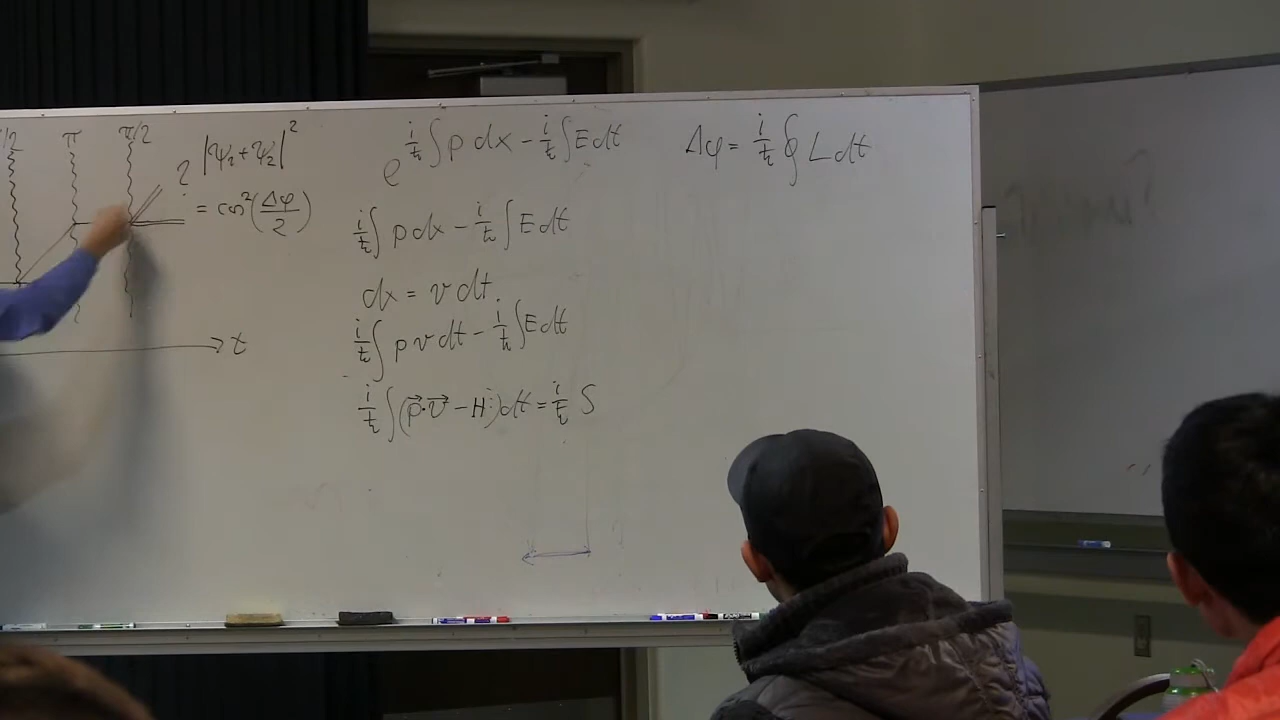 π/2 π π/2
|ψ₁+ψ₂|²
= cos²(Δφ/2)
t
e^{i/ħ ∫p dx − i/ħ ∫E dt}
i/ħ ∫ p dx − i/ħ ∫ E dt
dx = v dt.
i/ħ ∫ p v dt − i/ħ ∫ E dt
i/ħ ∫ (p⃗·v⃗ − H) dt = i/ħ S
Δφ = i/ħ ∮ L dt